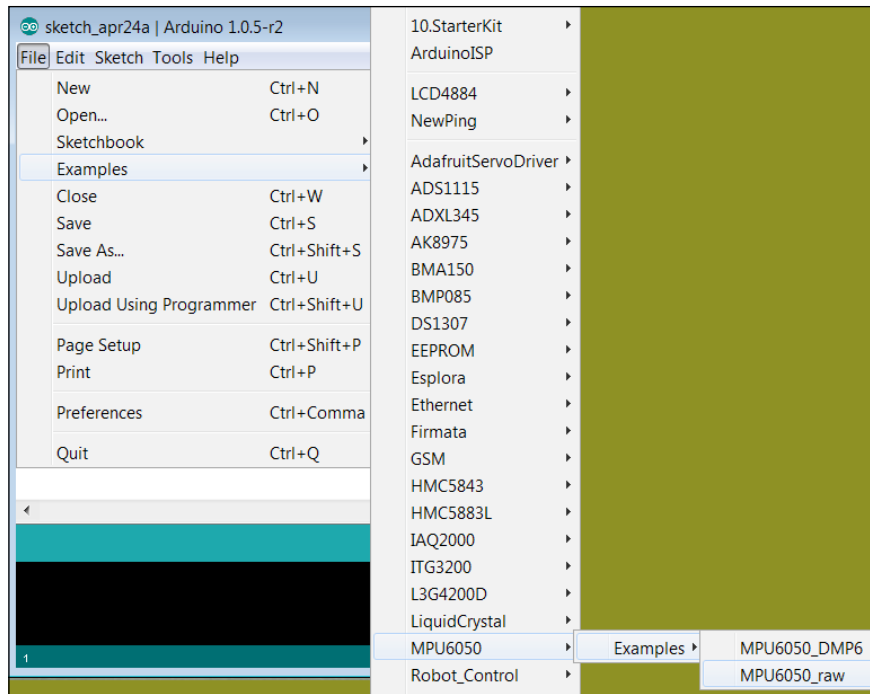 sketch_apr24a | Arduino 1.0.5-r2
File Edit Sketch Tools Help
New Ctrl+N
Open... Ctrl+O
Sketchbook
Examples
Close Ctrl+W
Save Ctrl+S
Save As... Ctrl+Shift+S
Upload Ctrl+U
Upload Using Programmer Ctrl+Shift+U
Page Setup Ctrl+Shift+P
Print Ctrl+P
Preferences Ctrl+Comma
Quit Ctrl+Q
1
10.StarterKit
ArduinoISP
LCD4884
NewPing
AdafruitServoDriver
ADS1115
ADXL345
AK8975
BMA150
BMP085
DS1307
EEPROM
Esplora
Ethernet
Firmata
GSM
HMC5843
HMC5883L
IAQ2000
ITG3200
L3G4200D
LiquidCrystal
MPU6050
Robot_Control
Examples
MPU6050_DMP6
MPU6050_raw